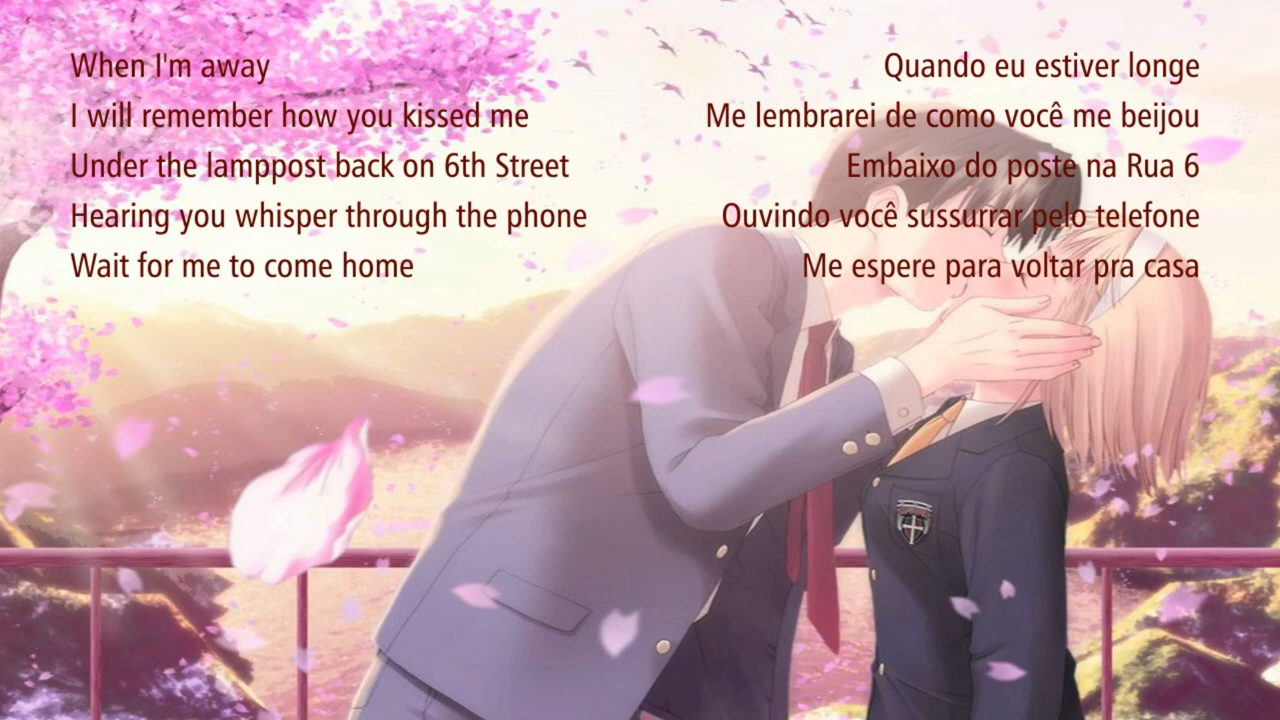 When I'm away
I will remember how you kissed me
Under the lamppost back on 6th Street
Hearing you whisper through the phone
Wait for me to come home
Quando eu estiver longe
Me lembrarei de como você me beijou
Embaixo do poste na Rua 6
Ouvindo você sussurrar pelo telefone
Me espere para voltar pra casa